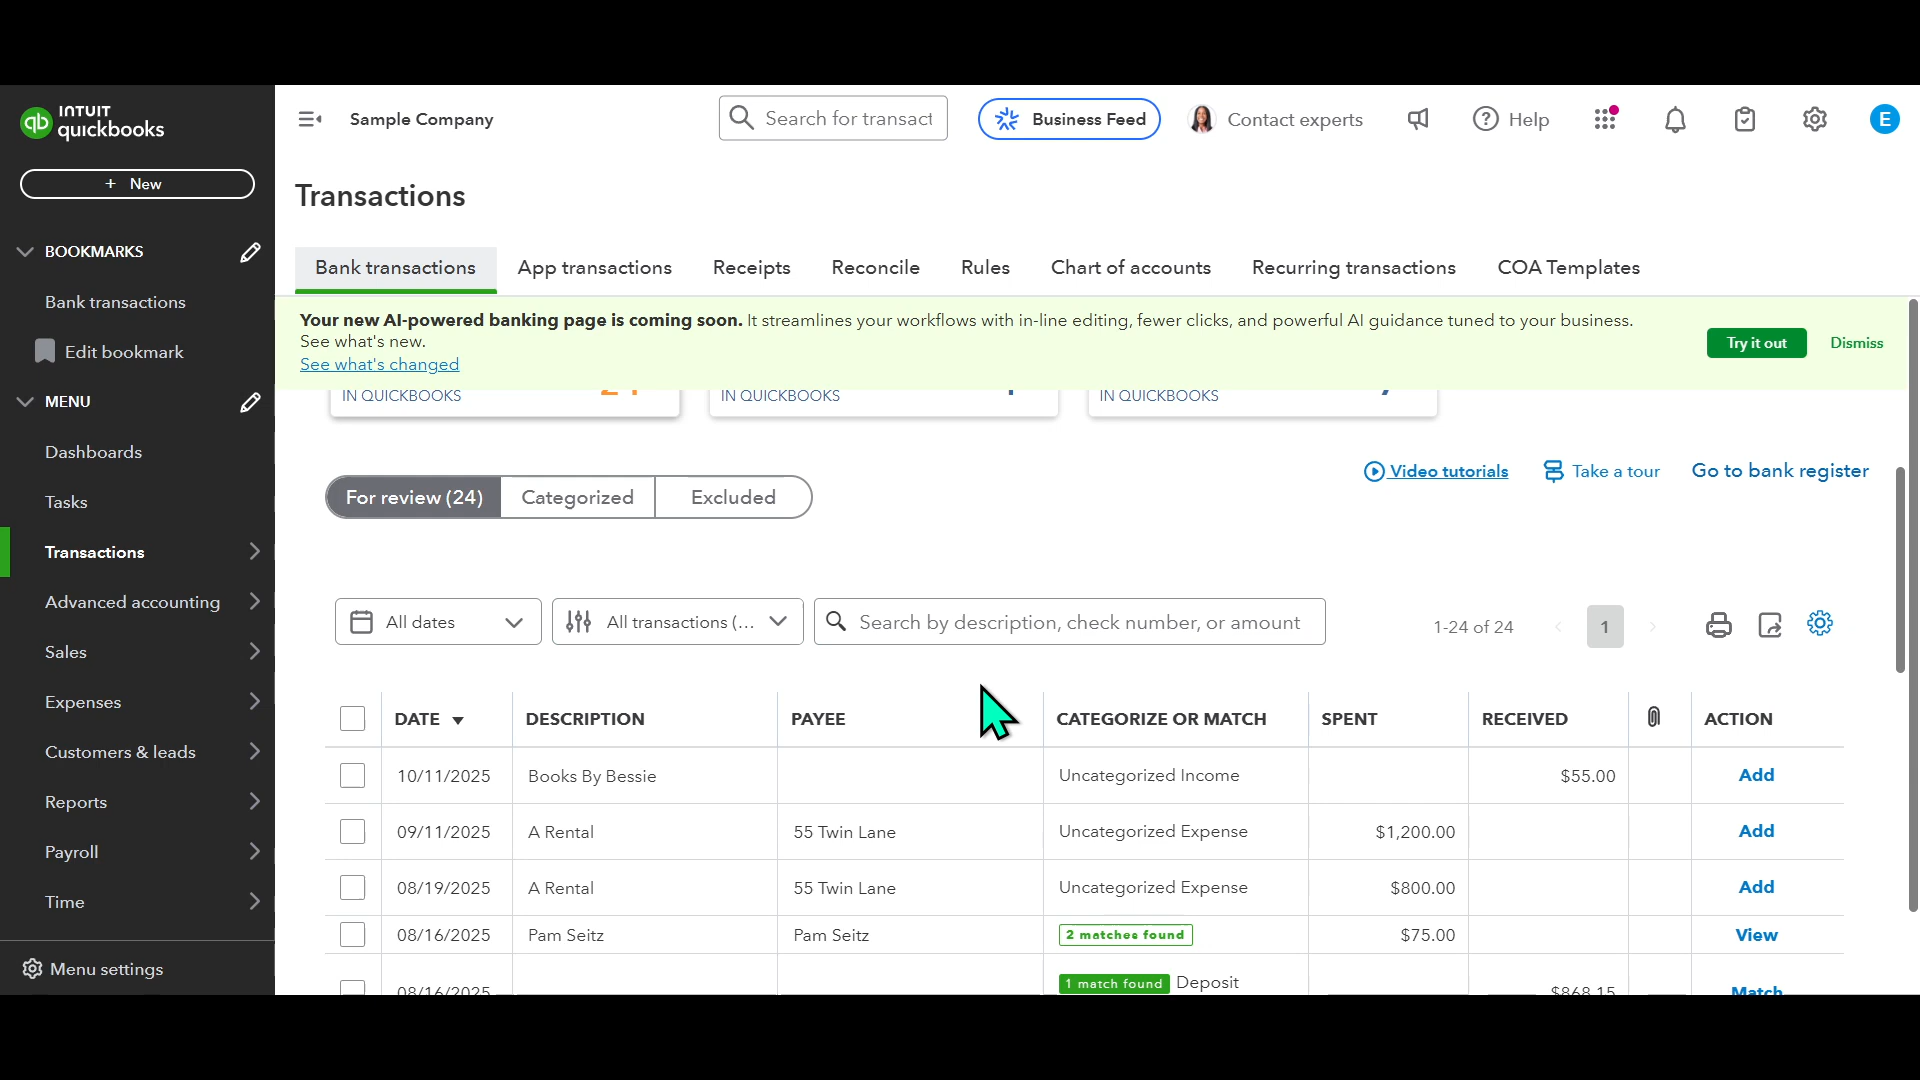 INTUIT
quickbooks
qb
Sample Company
Search for transact
Business Feed
Contact experts
Help
E
+ New
Transactions
BOOKMARKS
Bank transactions
Edit bookmark
MENU
Dashboards
Tasks
Transactions
Advanced accounting
Sales
Expenses
Customers & leads
Reports
Payroll
Time
Menu settings
Bank transactions App transactions Receipts Reconcile Rules Chart of accounts Recurring transactions COA Templates
Your new AI-powered banking page is coming soon. It streamlines your workflows with in-line editing, fewer clicks, and powerful AI guidance tuned to your business.
See what's new.
See what's changed
Try it out
Dismiss
IN QUICKBOOKS
IN QUICKBOOKS
IN QUICKBOOKS
Video tutorials
Take a tour
Go to bank register
For review (24) Categorized Excluded
All dates
All transactions (...
Search by description, check number, or amount
1-24 of 24
1
DATE DESCRIPTION PAYEE CATEGORIZE OR MATCH SPENT RECEIVED ACTION
10/11/2025 Books By Bessie Uncategorized Income $55.00 Add
09/11/2025 A Rental 55 Twin Lane Uncategorized Expense $1,200.00 Add
08/19/2025 A Rental 55 Twin Lane Uncategorized Expense $800.00 Add
08/16/2025 Pam Seitz Pam Seitz 2 matches found $75.00 View
1 match found Deposit
08/16/2025 $868.15 Match